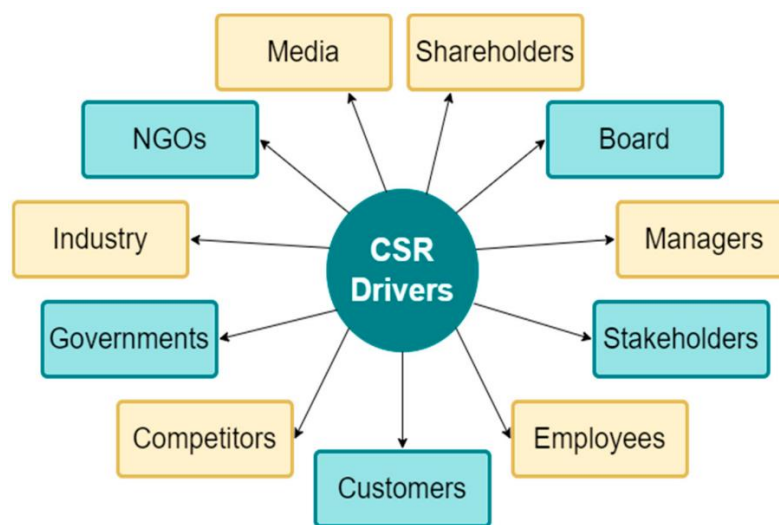 Media
Shareholders
NGOs
Board
Industry
CSR
Drivers
Managers
Governments
Stakeholders
Competitors
Employees
Customers